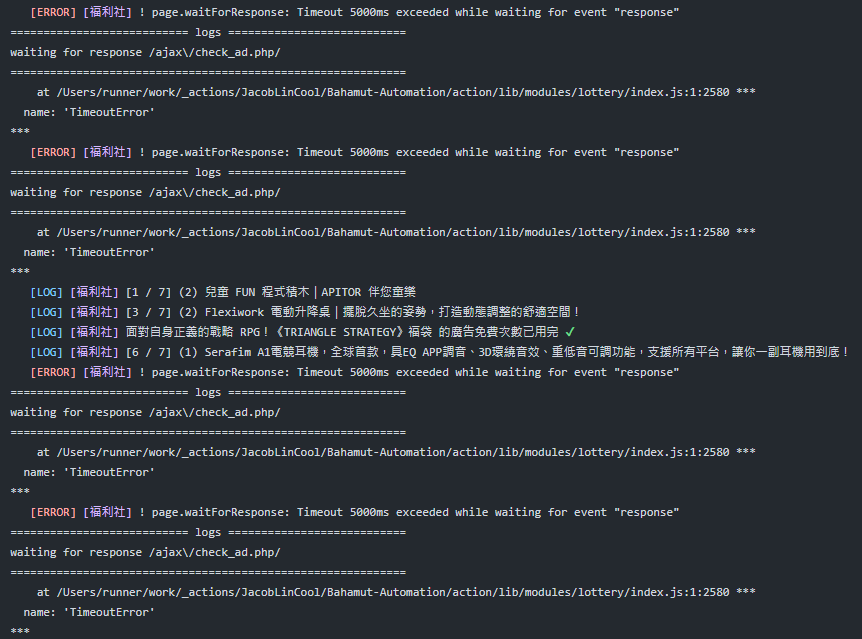 [ERROR] [福利社] ! page.waitForResponse: Timeout 5000ms exceeded while waiting for event "response"
=========================== logs ===========================
waiting for response /ajax\/check_ad.php/
============================================================
at /Users/runner/work/_actions/JacobLinCool/Bahamut-Automation/action/lib/modules/lottery/index.js:1:2580 ***
name: 'TimeoutError'
***
[ERROR] [福利社] ! page.waitForResponse: Timeout 5000ms exceeded while waiting for event "response"
=========================== logs ===========================
waiting for response /ajax\/check_ad.php/
============================================================
at /Users/runner/work/_actions/JacobLinCool/Bahamut-Automation/action/lib/modules/lottery/index.js:1:2580 ***
name: 'TimeoutError'
***
[LOG] [福利社] [1 / 7] (2) 兒童 FUN 程式積木｜APITOR 伴您童樂
[LOG] [福利社] [3 / 7] (2) Flexiwork 電動升降桌｜擺脫久坐的姿勢，打造動態調整的舒適空間！
[LOG] [福利社] 面對自身正義的戰略 RPG！《TRIANGLE STRATEGY》福袋 的廣告免費次數已用完 ✔
[LOG] [福利社] [6 / 7] (1) Serafim A1電競耳機，全球首款，具EQ APP調音、3D環繞音效、重低音可調功能，支援所有平台，讓你一副耳機用到底！
[ERROR] [福利社] ! page.waitForResponse: Timeout 5000ms exceeded while waiting for event "response"
=========================== logs ===========================
waiting for response /ajax\/check_ad.php/
============================================================
at /Users/runner/work/_actions/JacobLinCool/Bahamut-Automation/action/lib/modules/lottery/index.js:1:2580 ***
name: 'TimeoutError'
***
[ERROR] [福利社] ! page.waitForResponse: Timeout 5000ms exceeded while waiting for event "response"
=========================== logs ===========================
waiting for response /ajax\/check_ad.php/
============================================================
at /Users/runner/work/_actions/JacobLinCool/Bahamut-Automation/action/lib/modules/lottery/index.js:1:2580 ***
name: 'TimeoutError'
***